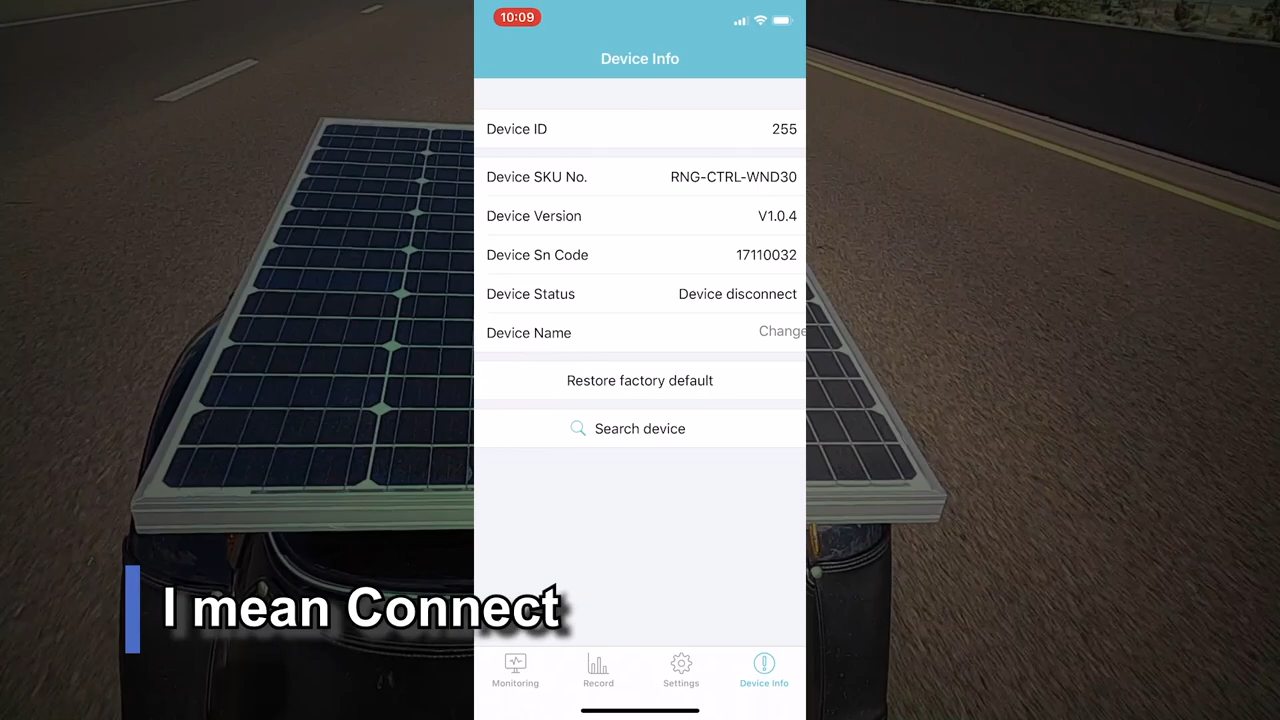 10:09
Device Info
Device ID 255
Device SKU No. RNG-CTRL-WND30
Device Version V1.0.4
Device Sn Code 17110032
Device Status Device disconnect
Device Name Change
Restore factory default
Search device
I mean Connect
Monitoring Record Settings Device Info